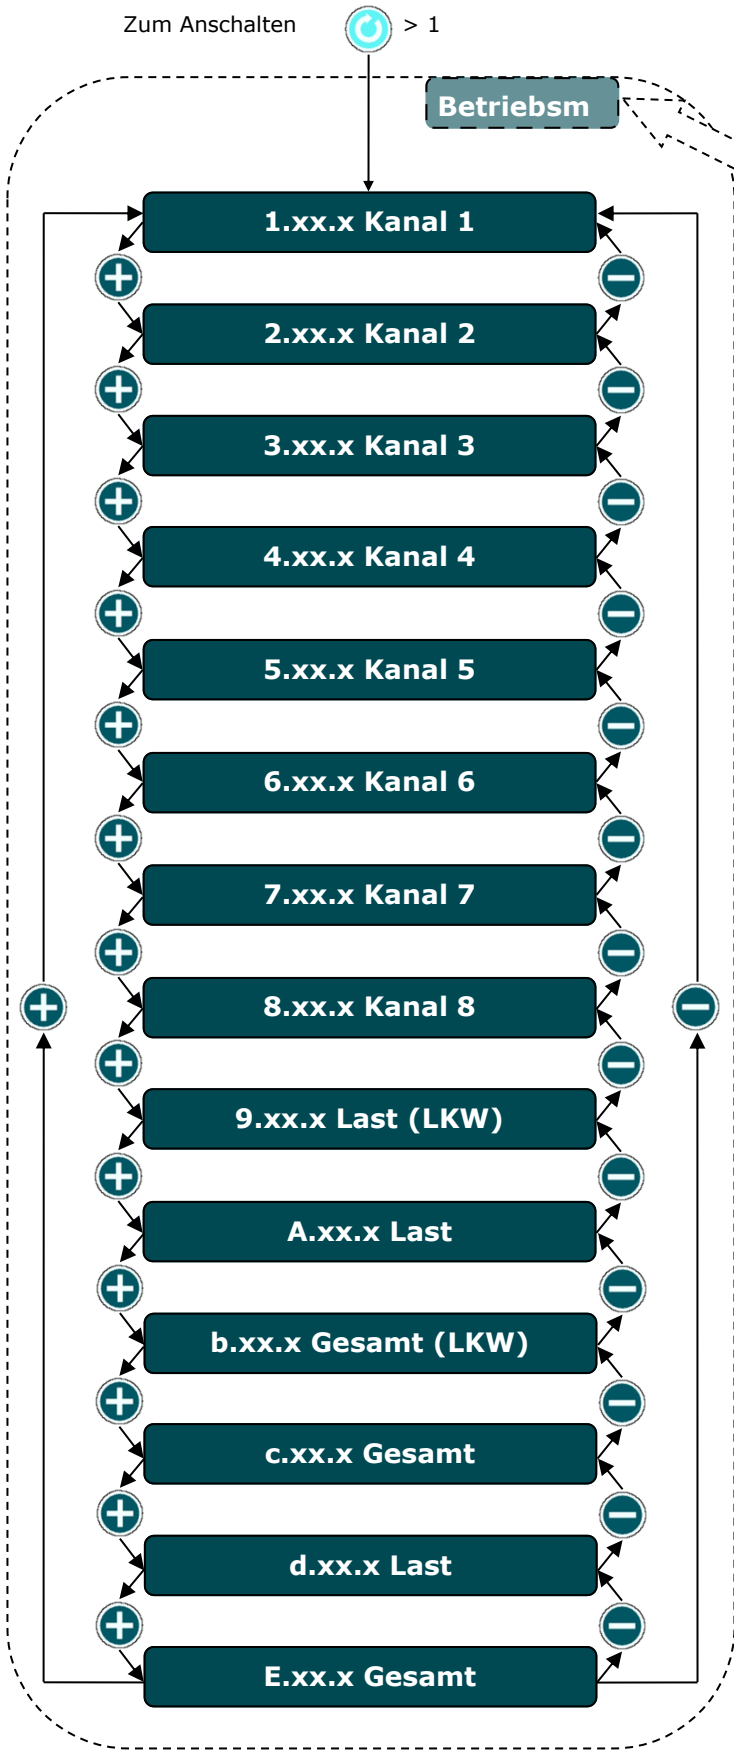 Zum Anschalten > 1
Betriebsm
1.xx.x Kanal 1
2.xx.x Kanal 2
3.xx.x Kanal 3
4.xx.x Kanal 4
5.xx.x Kanal 5
6.xx.x Kanal 6
7.xx.x Kanal 7
8.xx.x Kanal 8
9.xx.x Last (LKW)
A.xx.x Last
b.xx.x Gesamt (LKW)
c.xx.x Gesamt
d.xx.x Last
E.xx.x Gesamt